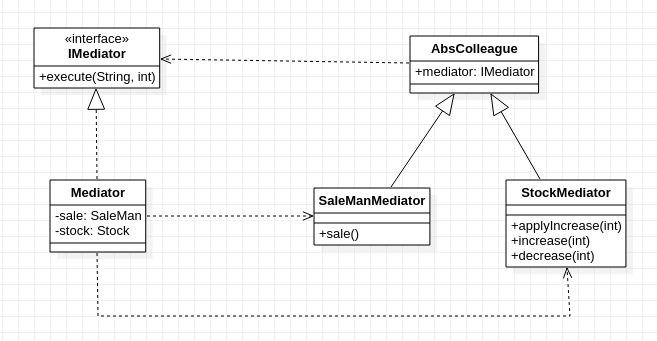 «interface»
IMediator
+execute(String, int)
AbsColleague
+mediator: IMediator
Mediator
-sale: SaleMan
-stock: Stock
SaleManMediator
+sale()
StockMediator
+applyIncrease(int)
+increase(int)
+decrease(int)